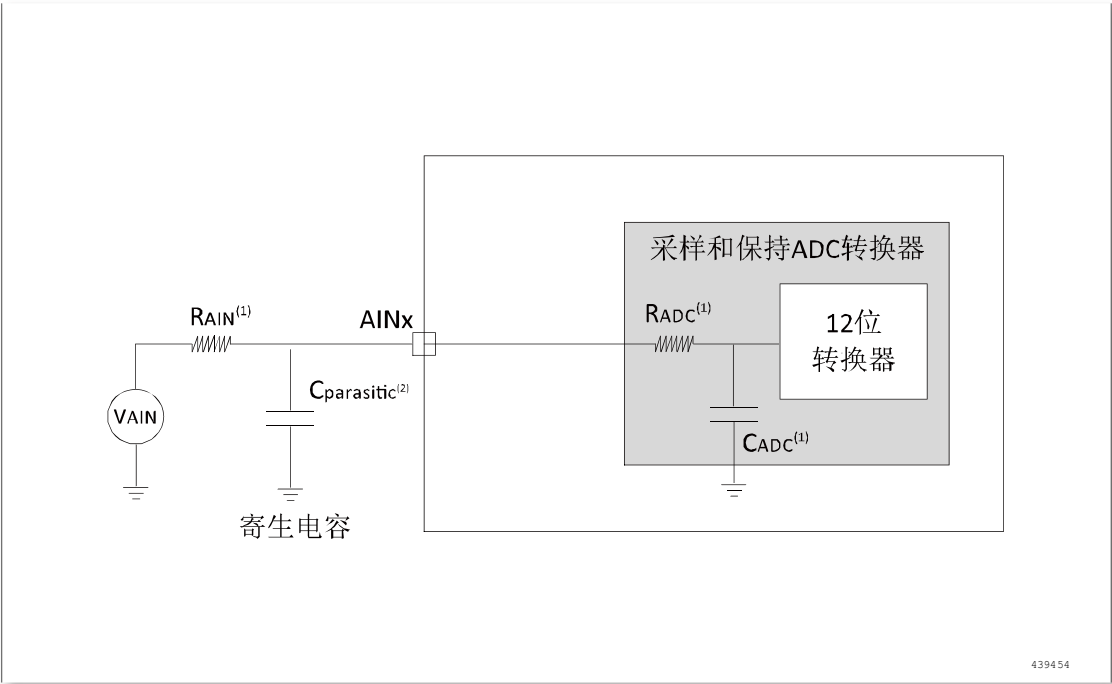 采样和保持ADC转换器
RAIN(1)
AINx
RADC(1)
12位
转换器
Cparasitic(2)
VAIN
CADC(1)
寄生电容
439454